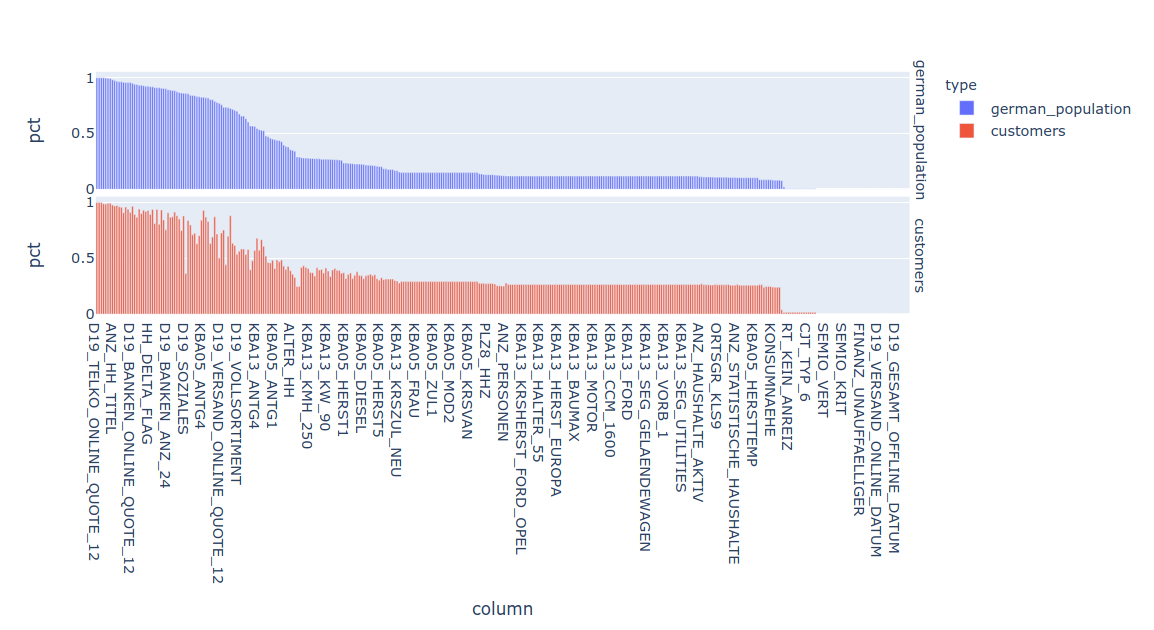 type
german_population
customers
pct
1
0.5
0
german_population
pct
1
0.5
0
customers
D19_TELKO_ONLINE_QUOTE_12
ANZ_HH_TITEL
D19_BANKEN_ONLINE_QUOTE_12
HH_DELTA_FLAG
D19_BANKEN_ANZ_24
D19_SOZIALES
KBA05_ANTG4
D19_VERSAND_ONLINE_QUOTE_12
D19_VOLLSORTIMENT
KBA13_ANTG4
KBA05_ANTG1
ALTER_HH
KBA13_KMH_250
KBA13_KW_90
KBA05_HERST1
KBA05_DIESEL
KBA05_HERST5
KBA13_KRSZUL_NEU
KBA05_FRAU
KBA05_ZUL1
KBA05_MOD2
KBA05_KRSVAN
PLZ8_HHZ
ANZ_PERSONEN
KBA13_KRSHERST_FORD_OPEL
KBA13_HALTER_55
KBA13_HERST_EUROPA
KBA13_BAUMAX
KBA13_MOTOR
KBA13_CCM_1600
KBA13_FORD
KBA13_SEG_GELAENDEWAGEN
KBA13_VORB_1
KBA13_SEG_UTILITIES
ANZ_HAUSHALTE_AKTIV
ORTSGR_KLS9
ANZ_STATISTISCHE_HAUSHALTE
KBA05_HERSTTEMP
KONSUMNAEHE
RT_KEIN_ANREIZ
CJT_TYP_6
SEMIO_VERT
SEMIO_KRIT
FINANZ_UNAUFFAELLIGER
D19_VERSAND_ONLINE_DATUM
D19_GESAMT_OFFLINE_DATUM
column